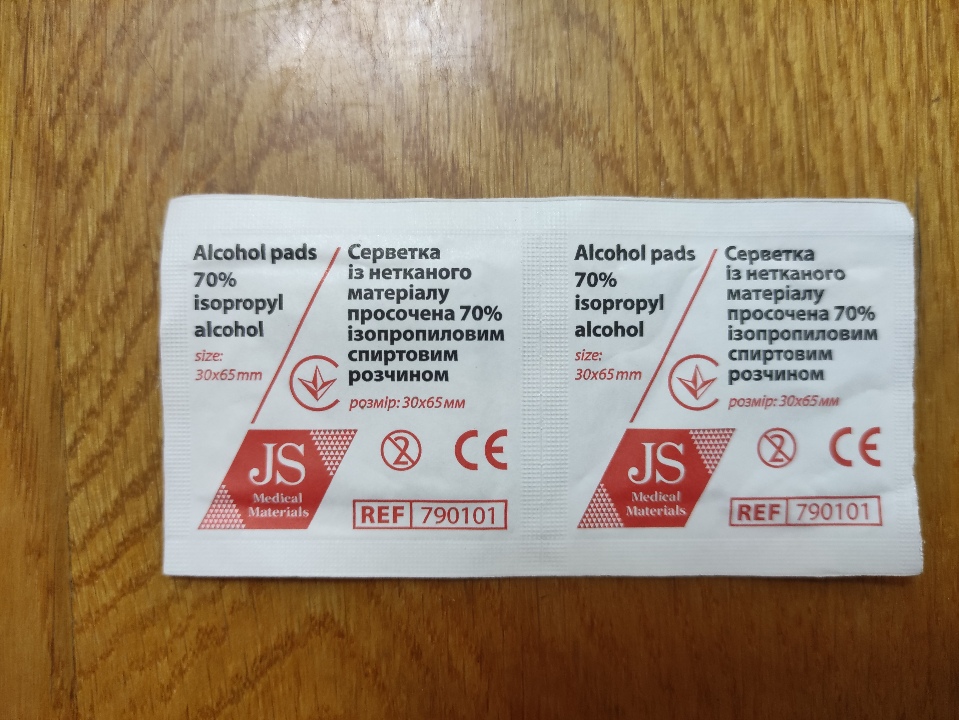 Alcohol pads
70%
isopropyl
alcohol
size:
30x65mm
Серветка
із нетканого
матеріалу
просочена 70%
ізопропиловим
спиртовим
розчином
розмір: 30x65мм
JS
Medical
Materials
2
CE
REF 790101
Alcohol pads
70%
isopropyl
alcohol
size:
30x65mm
Серветка
із нетканого
матеріалу
просочена 70%
ізопропиловим
спиртовим
розчином
розмір: 30x65мм
JS
Medical
Materials
2
CE
REF 790101